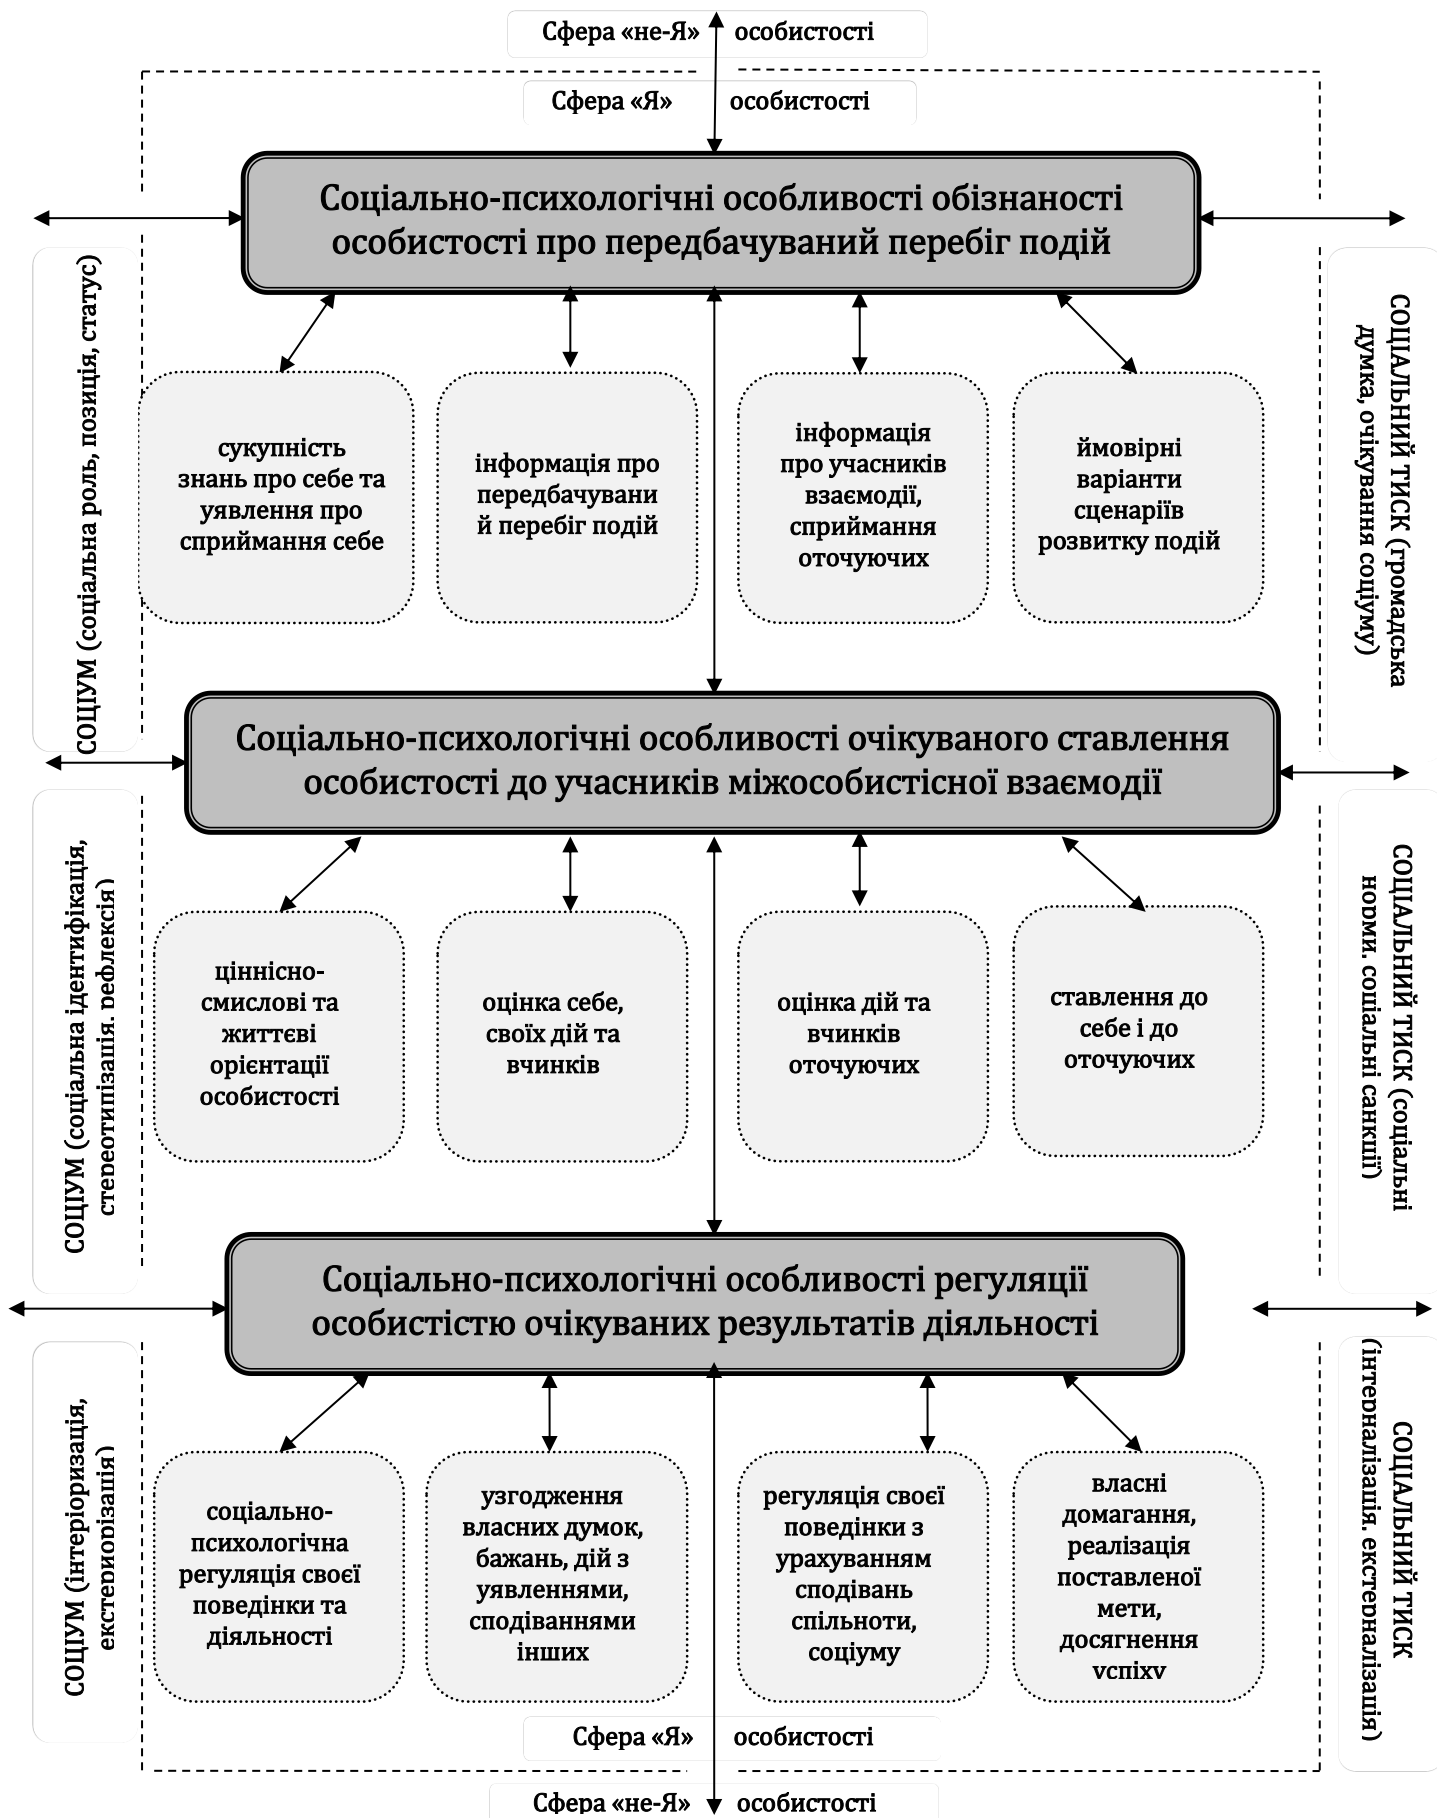 Сфера «не-Я» особистості
Сфера «Я» особистості
Соціально-психологічні особливості обізнаності
особистості про передбачуваний перебіг подій
СОЦІУМ (соціальна роль, позиція, статус)
СОЦІАЛЬНИЙ ТИСК (громадська
думка, очікування соціуму)
сукупність
знань про себе та
уявлення про
сприймання себе
інформація про
передбачувани
й перебіг подій
інформація
про учасників
взаємодії,
сприймання
оточуючих
ймовірні
варіанти
сценаріїв
розвитку подій
Соціально-психологічні особливості очікуваного ставлення
особистості до учасників міжособистісної взаємодії
СОЦІУМ (соціальна ідентифікація,
стереотипізація, рефлексія)
СОЦІАЛЬНИЙ ТИСК (соціальні
норми, соціальні санкції)
ціннісно-
смислові та
життєві
орієнтації
особистості
оцінка себе,
своїх дій та
вчинків
оцінка дій та
вчинків
оточуючих
ставлення до
себе і до
оточуючих
Соціально-психологічні особливості регуляції
особистістю очікуваних результатів діяльності
СОЦІУМ (інтеріоризація,
екстериорізація)
СОЦІАЛЬНИЙ ТИСК
(інтерналізація, екстерналізація)
соціально-
психологічна
регуляція своєї
поведінки та
діяльності
узгодження
власних думок,
бажань, дій з
уявленнями,
сподіваннями
інших
регуляція своєї
поведінки з
урахуванням
сподівань
спільноти,
соціуму
власні
домагання,
реалізація
поставленої
мети,
досягнення
успіху
Сфера «Я» особистості
Сфера «не-Я» особистості